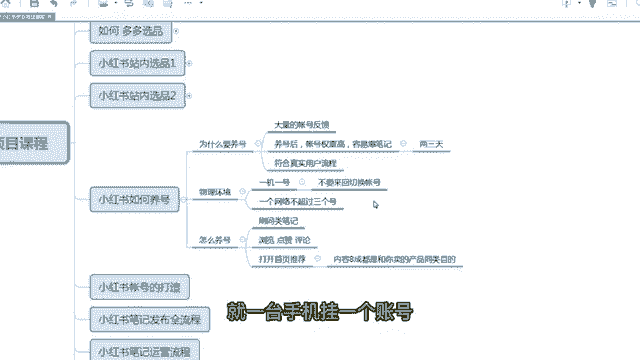 如何 多多选品
小红书站内选品1
小红书站内选品2
项目课程
小红书如何养号
为什么要养号
大量的帐号反馈
养号后，帐号权重高，容易爆笔记
两三天
符合真实用户流程
物理环境
一机一号
不要来回切换帐号
一个网络不超过三个号
怎么养号
刷同类笔记
浏览 点赞 评论
打开首页推荐
内容8成都是和你卖的产品同类目的
小红书帐号的打造
小红书笔记发布全流程
小红书笔记运营流程
就一台手机挂一个账号